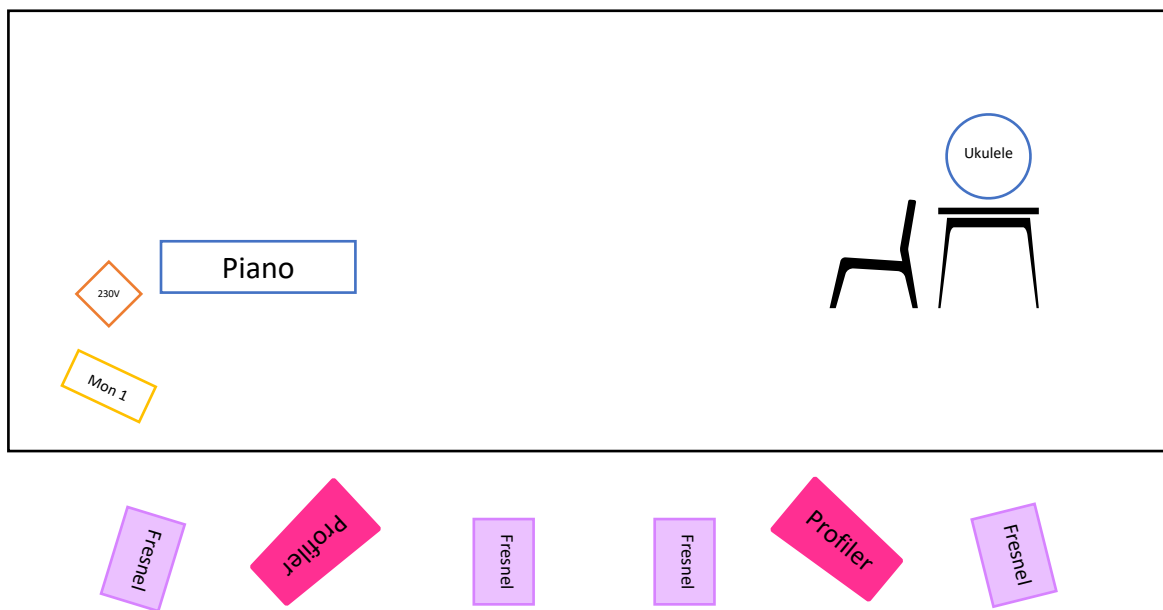 Ukulele
Piano
230V
Mon 1
Fresnel
Profiler
Fresnel
Fresnel
Profiler
Fresnel